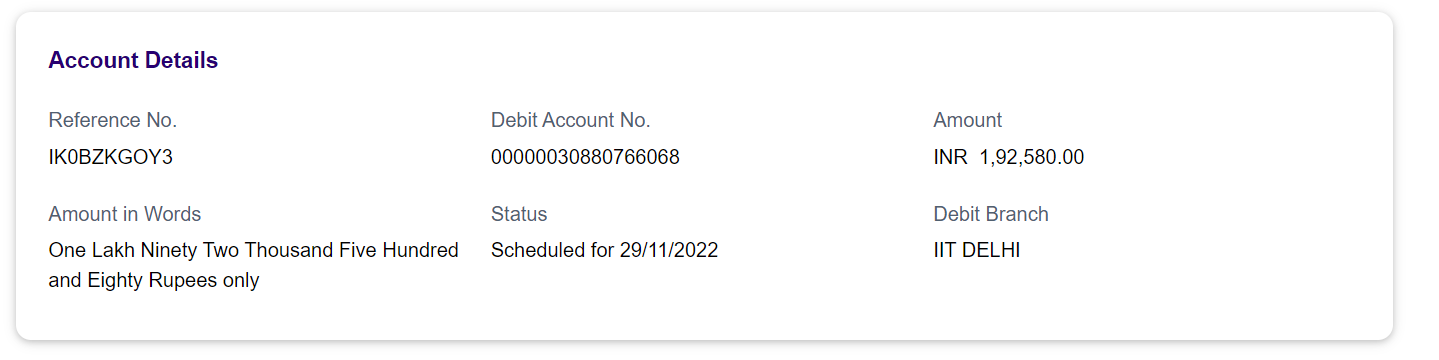 Account Details
Reference No.
IK0BZKGOY3
Debit Account No.
00000030880766068
Amount
INR  1,92,580.00
Amount in Words
One Lakh Ninety Two Thousand Five Hundred
and Eighty Rupees only
Status
Scheduled for 29/11/2022
Debit Branch
IIT DELHI